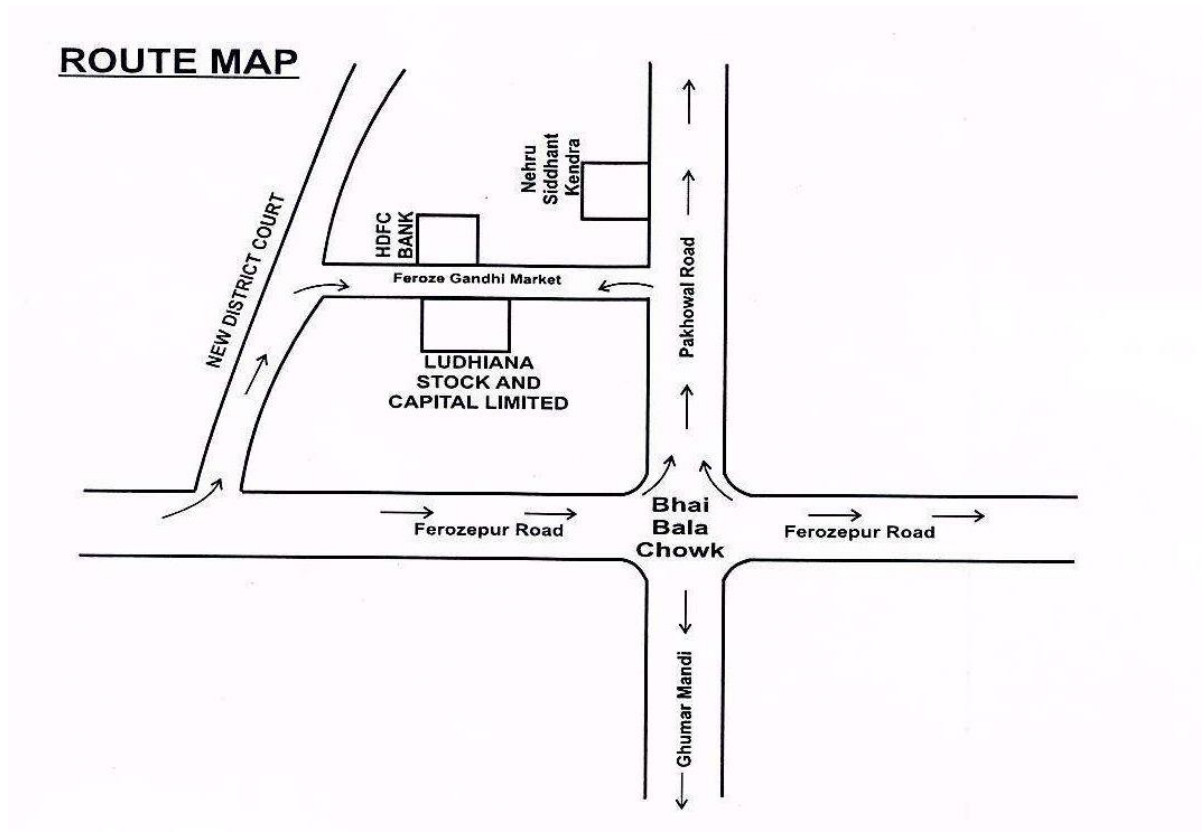 ROUTE MAP
Nehru
Siddhant
Kendra
HDFC
BANK
NEW DISTRICT COURT
Feroze Gandhi Market
Pakhowal Road
LUDHIANA
STOCK AND
CAPITAL LIMITED
Bhai
Bala
Chowk
Ferozepur Road
Ferozepur Road
Ghumar Mandi